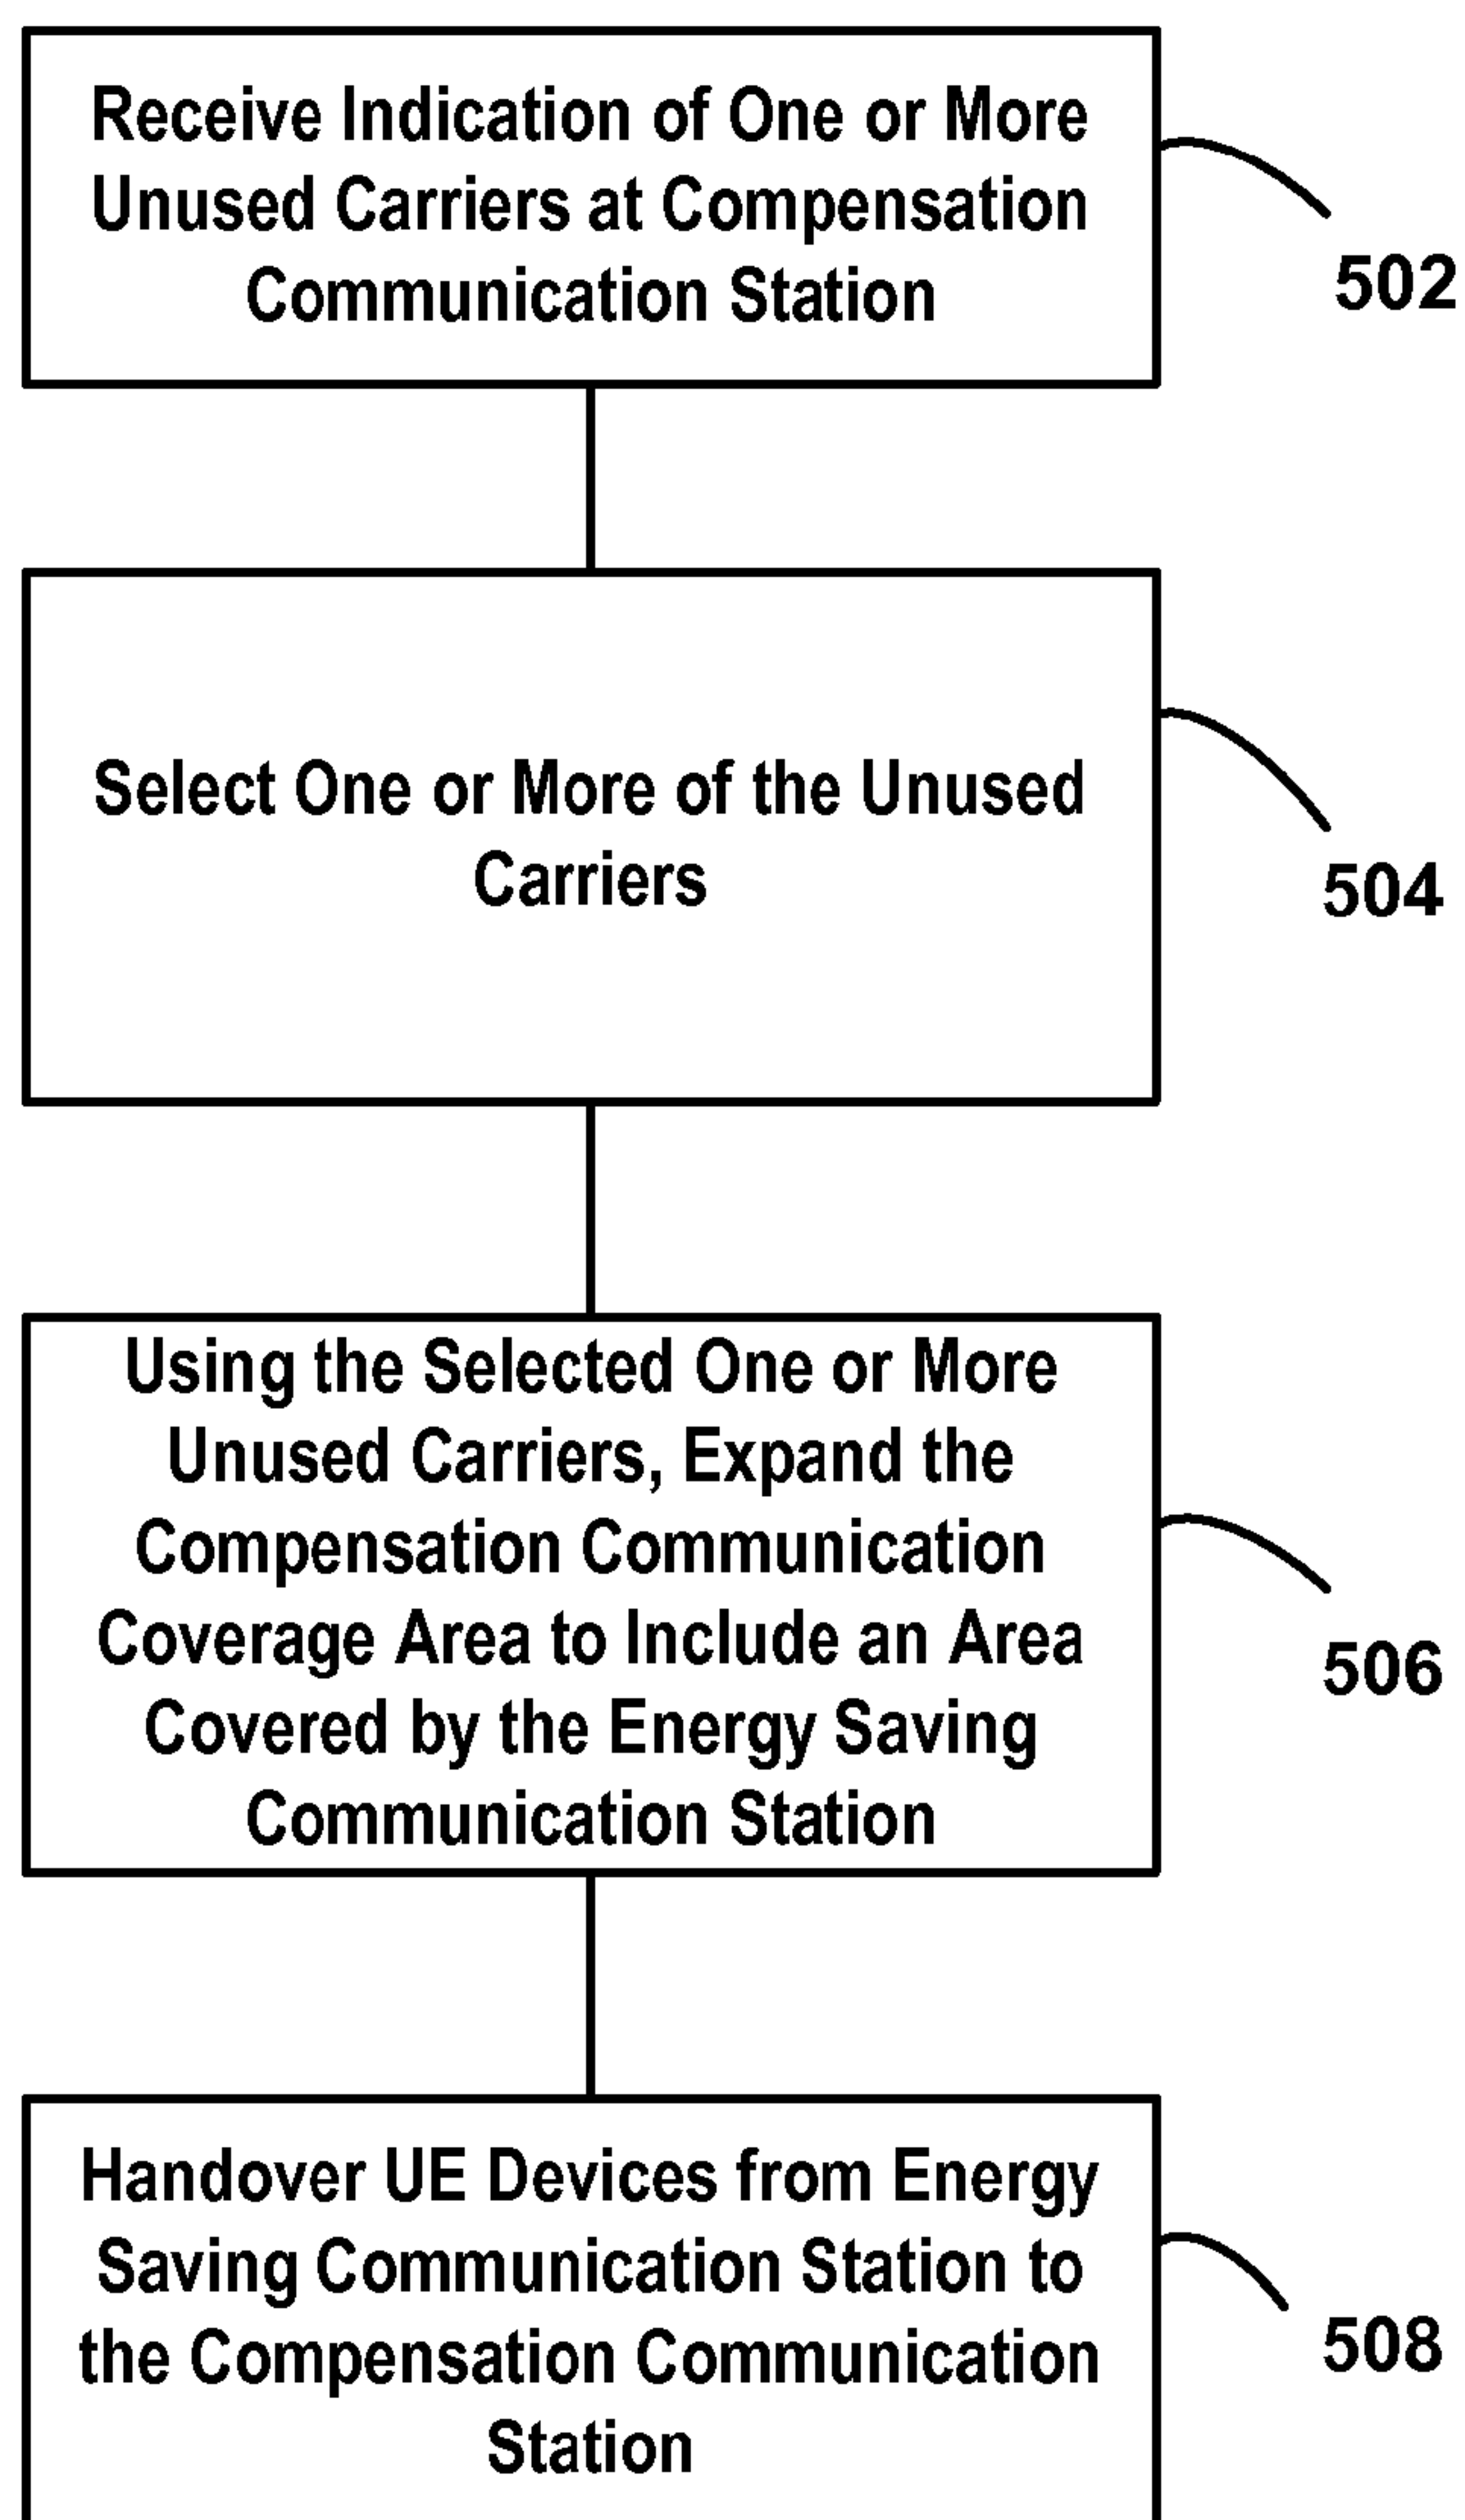 Receive Indication of One or More
Unused Carriers at Compensation
Communication Station
502
Select One or More of the Unused
Carriers
504
Using the Selected One or More
Unused Carriers, Expand the
Compensation Communication
Coverage Area to Include an Area
Covered by the Energy Saving
Communication Station
506
Handover UE Devices from Energy
Saving Communication Station to
the Compensation Communication
Station
508